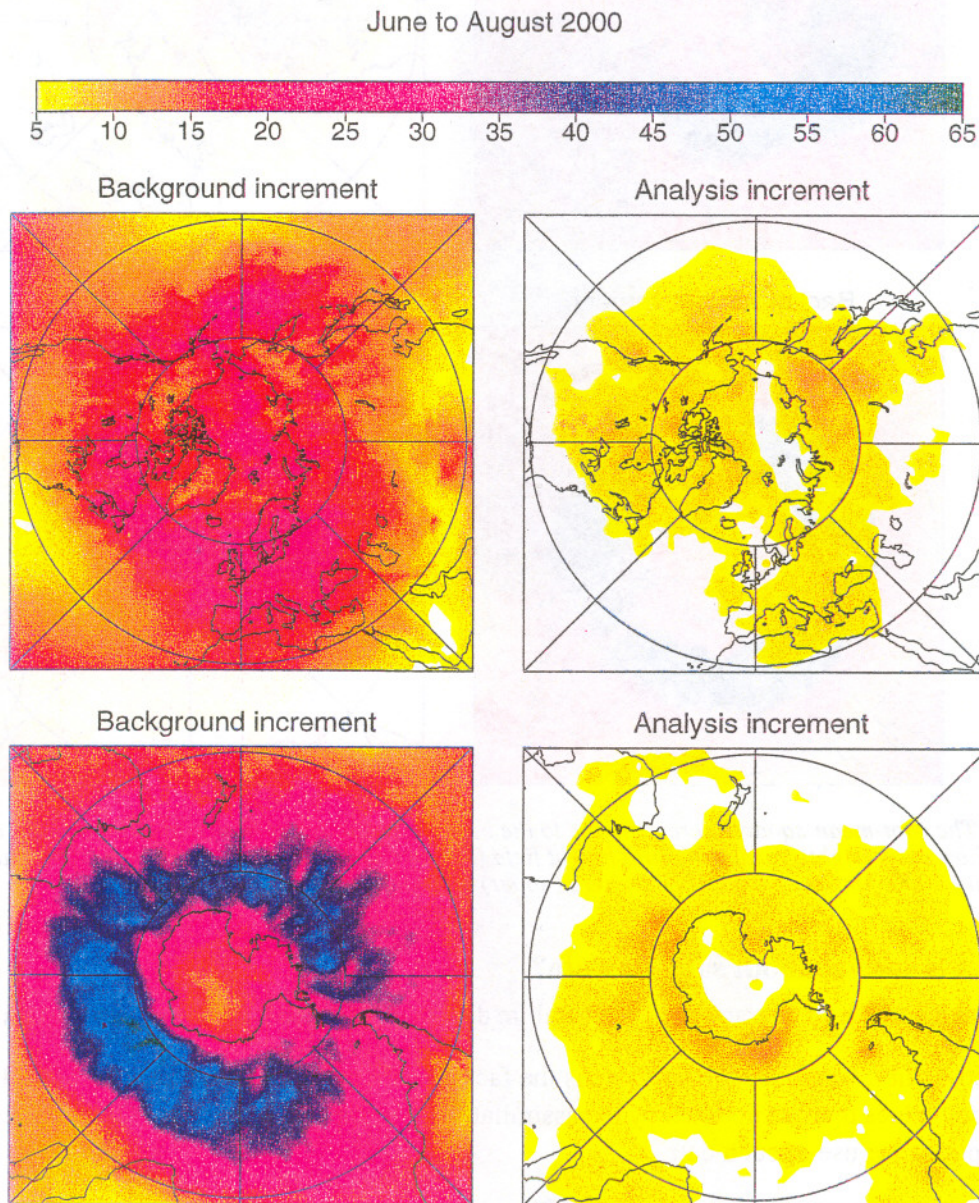 June to August 2000
5 10 15 20 25 30 35 40 45 50 55 60 65
Background increment Analysis increment
Background increment Analysis increment